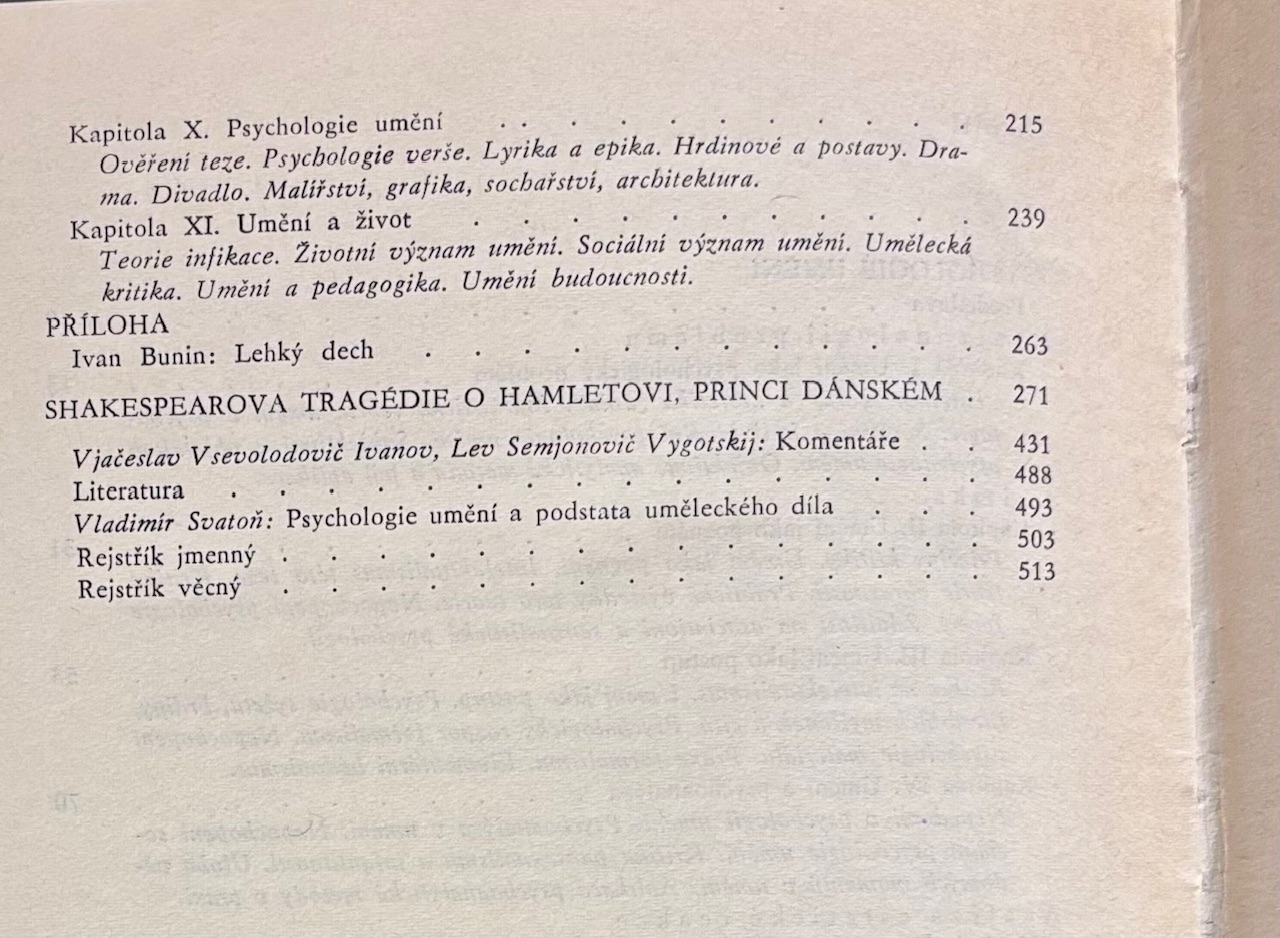 Kapitola X. Psychologie umění . . . . . . . . . . . 215
Ověření teze. Psychologie verše. Lyrika a epika. Hrdinové a postavy. Dra-
ma. Divadlo. Malířství, grafika, sochařství, architektura.
Kapitola XI. Umění a život . . . . . . . . . . . 239
Teorie infikace. Životní význam umění. Sociální význam umění. Umělecká
kritika. Umění a pedagogika. Umění budoucnosti.
PŘÍLOHA
Ivan Bunin: Lehký dech . . . . . . . . . . . . 263
SHAKESPEAROVA TRAGÉDIE O HAMLETOVI, PRINCI DÁNSKÉM . 271
Vjačeslav Vsevolodovič Ivanov, Lev Semjonovič Vygotskij: Komentáře . . 431
Literatura . . . . . . . . . . . . . . . . 488
Vladimír Svatoň: Psychologie umění a podstata uměleckého díla . . . 493
Rejstřík jmenný . . . . . . . . . . . . . . 503
Rejstřík věcný . . . . . . . . . . . . . . 513